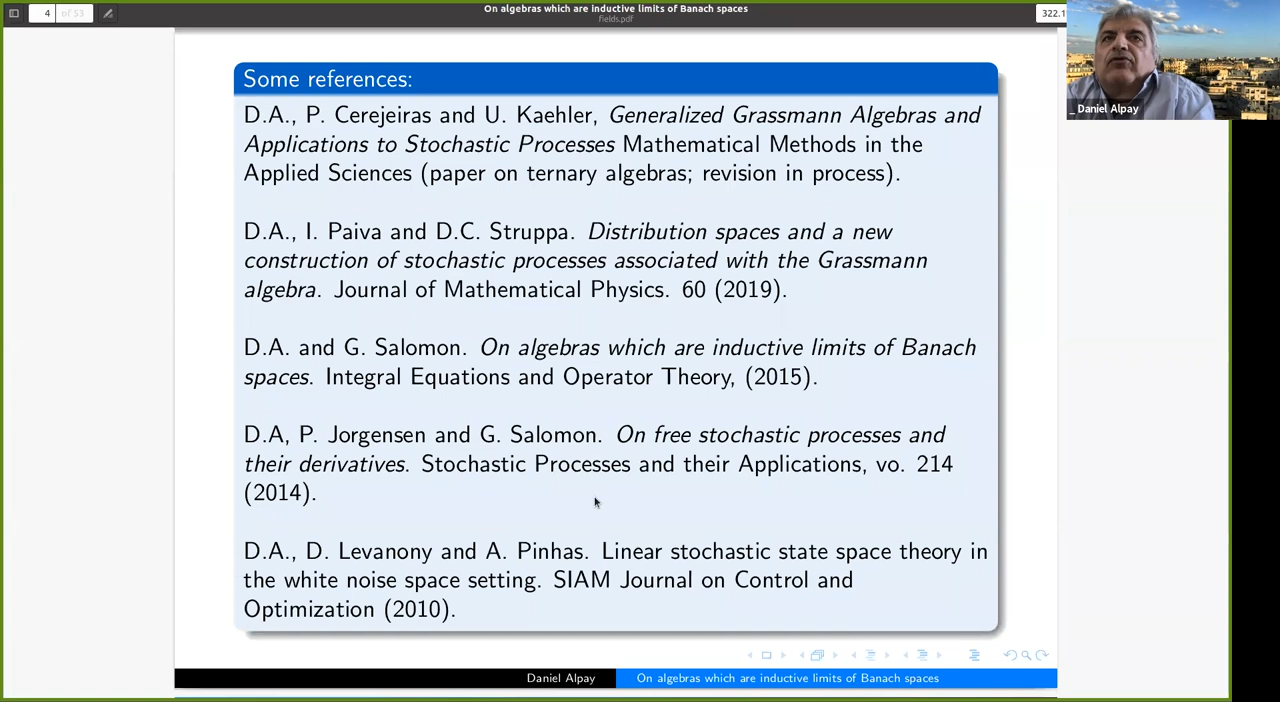 4 of 53
On algebras which are inductive limits of Banach spaces
fields.pdf
322.1
Daniel Alpay
Some references:
D.A., P. Cerejeiras and U. Kaehler, Generalized Grassmann Algebras and
Applications to Stochastic Processes Mathematical Methods in the
Applied Sciences (paper on ternary algebras; revision in process).
D.A., I. Paiva and D.C. Struppa. Distribution spaces and a new
construction of stochastic processes associated with the Grassmann
algebra. Journal of Mathematical Physics. 60 (2019).
D.A. and G. Salomon. On algebras which are inductive limits of Banach
spaces. Integral Equations and Operator Theory, (2015).
D.A, P. Jorgensen and G. Salomon. On free stochastic processes and
their derivatives. Stochastic Processes and their Applications, vo. 214
(2014).
D.A., D. Levanony and A. Pinhas. Linear stochastic state space theory in
the white noise space setting. SIAM Journal on Control and
Optimization (2010).
Daniel Alpay
On algebras which are inductive limits of Banach spaces